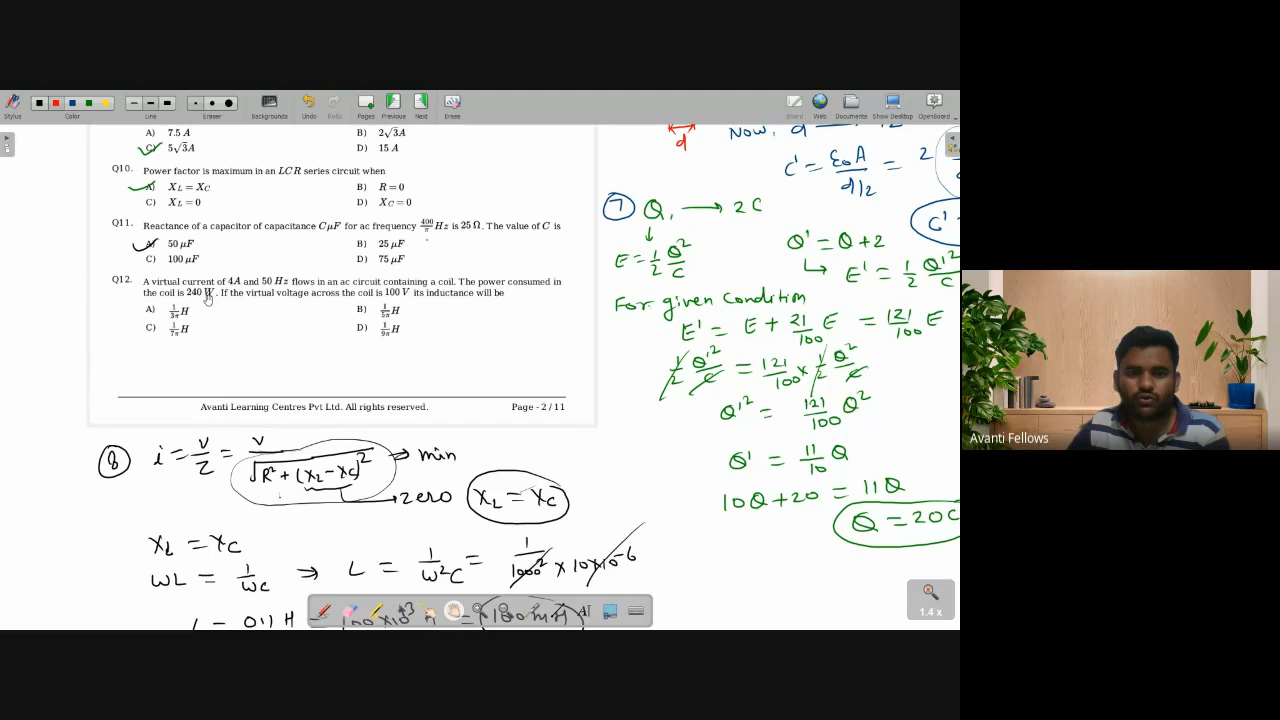 Stylus
Color
Line
Eraser
Backgrounds
Undo
Redo
Pages
Previous
Next
Erase
Board
Web
Documents
Show Desktop
OpenBoard
A) 7.5 A
B) 2√3A
C) 5√3A
D) 15 A
Q10. Power factor is maximum in an LCR series circuit when
A) X_L = X_C
B) R = 0
C) X_L = 0
D) X_C = 0
Q11. Reactance of a capacitor of capacitance CμF for ac frequency 400/π Hz is 25 Ω. The value of C is
A) 50 μF
B) 25 μF
C) 100 μF
D) 75 μF
Q12. A virtual current of 4A and 50 Hz flows in an ac circuit containing a coil. The power consumed in
the coil is 240 W. If the virtual voltage across the coil is 100 V its inductance will be
A) 1/3π H
B) 1/5π H
C) 1/7π H
D) 1/9π H
Avanti Learning Centres Pvt Ltd. All rights reserved.
Page - 2 / 11
d
Now, d
C' = ε₀A / d/2 = 2
C' =
7 Q, → 2C
E = 1/2 Q²/C
Q' = Q + 2
↳ E' = 1/2 Q'²/C
For given condition
E' = E + 21/100 E = 121/100 E
1/2 Q'²/C = 121/100 × 1/2 Q²/C
Q'² = 121/100 Q²
Q' = 11/10 Q
10Q + 20 = 11Q
Q = 20C
8 i = V/Z = V/√R² + (X_L - X_C)² → min
→ zero X_L = X_C
X_L = X_C
ωL = 1/ωC ⇒ L = 1/ω²C = 1/1000² × 10×10⁻⁶
= 100mH
Avanti Fellows
1.4 x